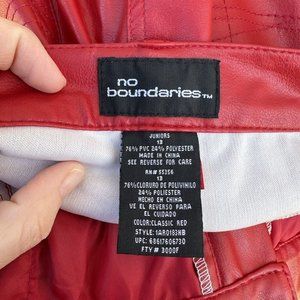 no
boundaries™
JUNIORS
13
76% PVC 24% POLYESTER
MADE IN CHINA
SEE REVERSE FOR CARE
RN# 55356
13
76%CLORURO DE POLIVINILO
24% POLIESTER
HECHO EN CHINA
VE EL REVERSO PARA
EL CUIDADO
COLOR:CLASSIC RED
STYLE:1AR0183NB
UPC: 68617606730
FTY# 3000F